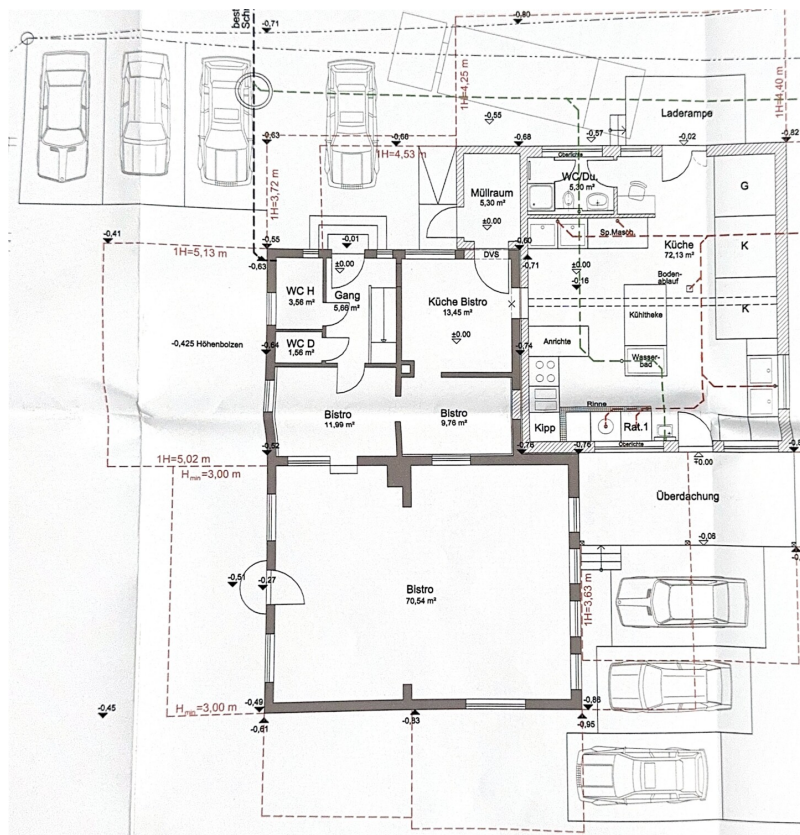 best
-0,71
-0,80
1H=4,25 m
1H=4,40 m
Laderampe
-0,55
-0,57
-0,02
-0,63
-0,66
-0,68
-0,82
1H=4,53 m
1H=3,72 m
Oberlichte
WC/Du.
5,30 m²
Müllraum
5,30 m²
±0.00
G
Sp.Masch.
Küche
72,13 m²
K
-0,41
1H=5,13 m
-0,55
-0,63
-0,01
±0.00
-0,60
DVS
-0,71
±0.00
-0.16
Boden-
ablauf
WC H
3,56 m²
Gang
5,66 m²
Küche Bistro
13,45 m²
±0.00
Kühltheke
K
-0,425 Höhenbolzen
-0,64
WC D
1,56 m²
-0,74
Anrichte
Wasser-
bad
Bistro
11,99 m²
Bistro
9,76 m²
Rinne
Kipp
Rat.1
Oberlichte
-0,52
-0,76
-0,76
±0.00
1H=5,02 m
Hmin=3,00 m
Überdachung
-0,06
-0,51
-0,27
Bistro
70,54 m²
1H=3,63 m
-0,45
Hmin=3,00 m
-0,49
-0,61
-0,83
-0,86
-0,95